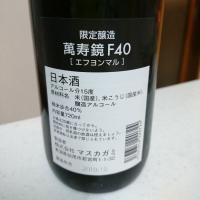 限定醸造
萬寿鏡F40
[エフヨンマル]
日本酒
アルコール分15度
原材料名 米(国産)、米こうじ(国産米)、
醸造アルコール
精米歩合40%
内容量720ml
株式会社 マスカガミ